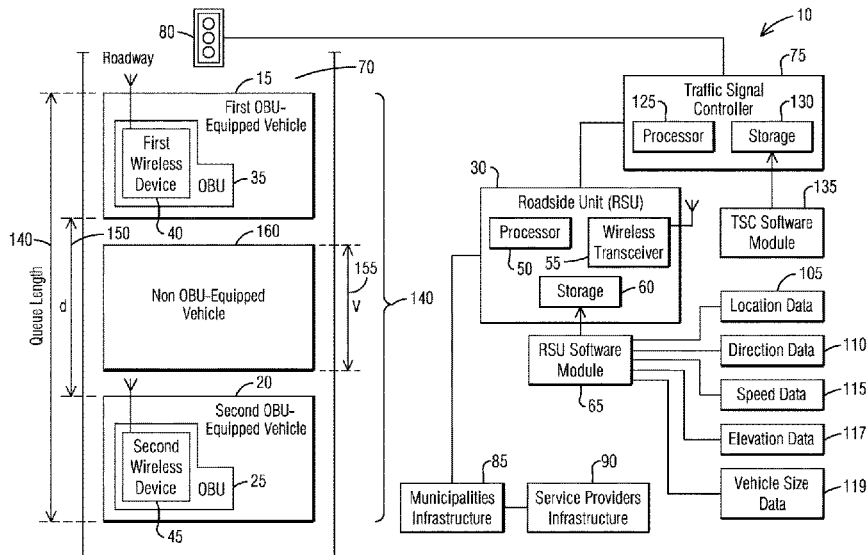 80
10
Roadway
15
70
75
First OBU-
Equipped Vehicle
First
Wireless
Device
OBU
35
40
140
150
Queue Length
d
160
Non OBU-Equipped
Vehicle
155
V
140
20
Second OBU-
Equipped Vehicle
Second
Wireless
Device
OBU
25
45
Traffic Signal
Controller
125
130
Processor
Storage
30
Roadside Unit (RSU)
Processor
50
Wireless
Transceiver
55
60
Storage
135
TSC Software
Module
RSU Software
Module
65
105
Location Data
Direction Data
110
Speed Data
115
Elevation Data
117
Vehicle Size
Data
119
85
Municipalities
Infrastructure
90
Service Providers
Infrastructure